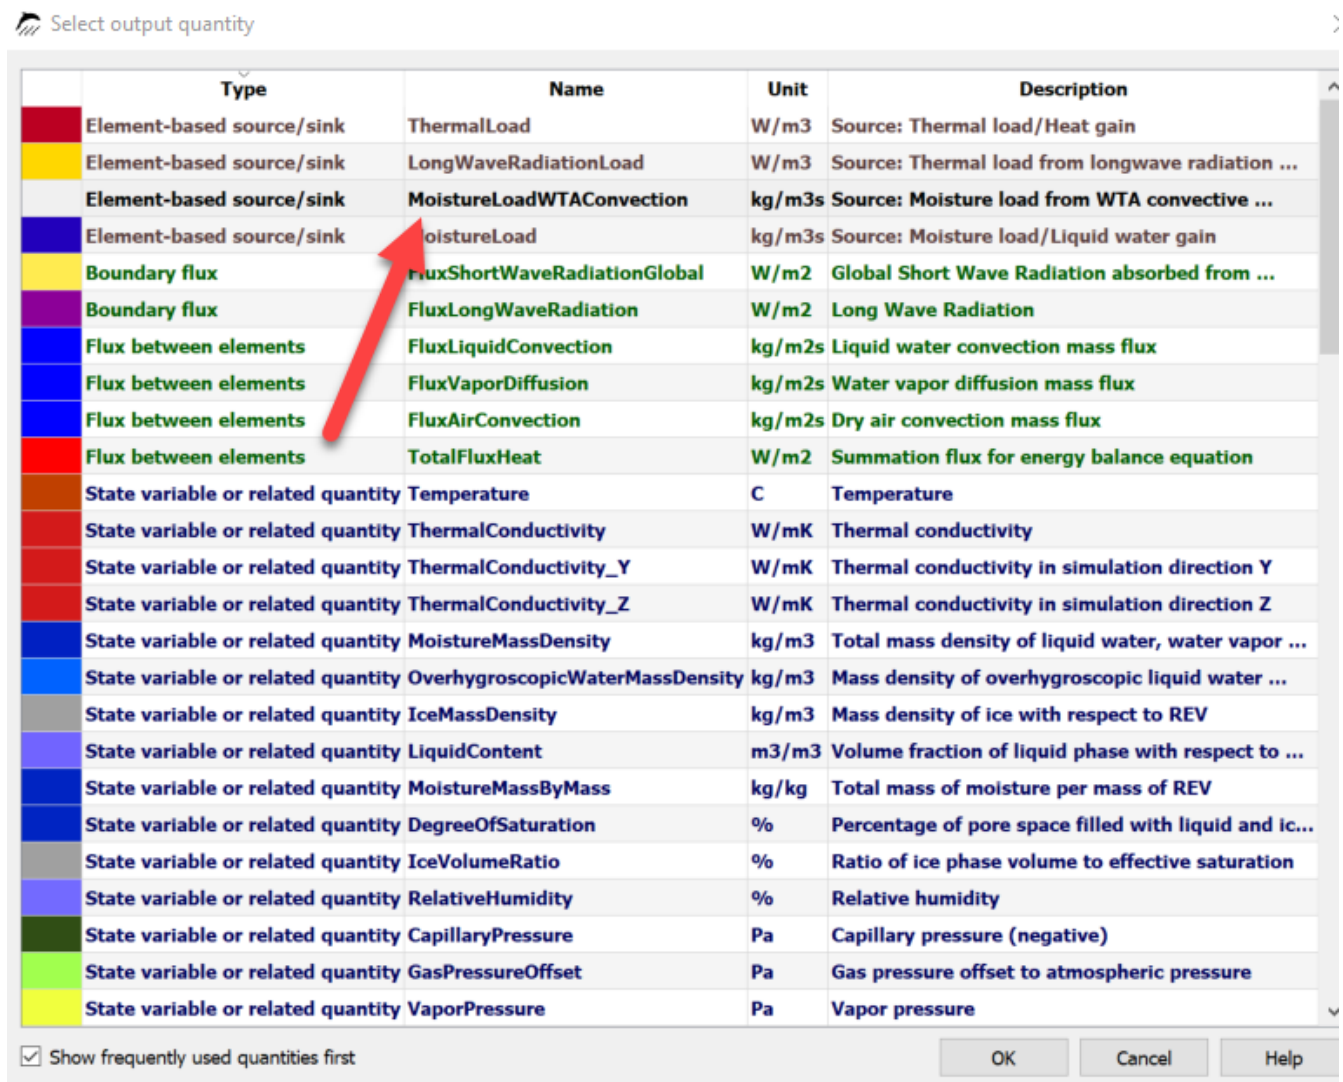 Select output quantity
Type Name Unit Description
Element-based source/sink ThermalLoad W/m3 Source: Thermal load/Heat gain
Element-based source/sink LongWaveRadiationLoad W/m3 Source: Thermal load from longwave radiation ...
Element-based source/sink MoistureLoadWTAConvection kg/m3s Source: Moisture load from WTA convective ...
Element-based source/sink MoistureLoad kg/m3s Source: Moisture load/Liquid water gain
Boundary flux FluxShortWaveRadiationGlobal W/m2 Global Short Wave Radiation absorbed from ...
Boundary flux FluxLongWaveRadiation W/m2 Long Wave Radiation
Flux between elements FluxLiquidConvection kg/m2s Liquid water convection mass flux
Flux between elements FluxVaporDiffusion kg/m2s Water vapor diffusion mass flux
Flux between elements FluxAirConvection kg/m2s Dry air convection mass flux
Flux between elements TotalFluxHeat W/m2 Summation flux for energy balance equation
State variable or related quantity Temperature C Temperature
State variable or related quantity ThermalConductivity W/mK Thermal conductivity
State variable or related quantity ThermalConductivity_Y W/mK Thermal conductivity in simulation direction Y
State variable or related quantity ThermalConductivity_Z W/mK Thermal conductivity in simulation direction Z
State variable or related quantity MoistureMassDensity kg/m3 Total mass density of liquid water, water vapor ...
State variable or related quantity OverhygroscopicWaterMassDensity kg/m3 Mass density of overhygroscopic liquid water ...
State variable or related quantity IceMassDensity kg/m3 Mass density of ice with respect to REV
State variable or related quantity LiquidContent m3/m3 Volume fraction of liquid phase with respect to ...
State variable or related quantity MoistureMassByMass kg/kg Total mass of moisture per mass of REV
State variable or related quantity DegreeOfSaturation % Percentage of pore space filled with liquid and ic...
State variable or related quantity IceVolumeRatio % Ratio of ice phase volume to effective saturation
State variable or related quantity RelativeHumidity % Relative humidity
State variable or related quantity CapillaryPressure Pa Capillary pressure (negative)
State variable or related quantity GasPressureOffset Pa Gas pressure offset to atmospheric pressure
State variable or related quantity VaporPressure Pa Vapor pressure
Show frequently used quantities first OK Cancel Help